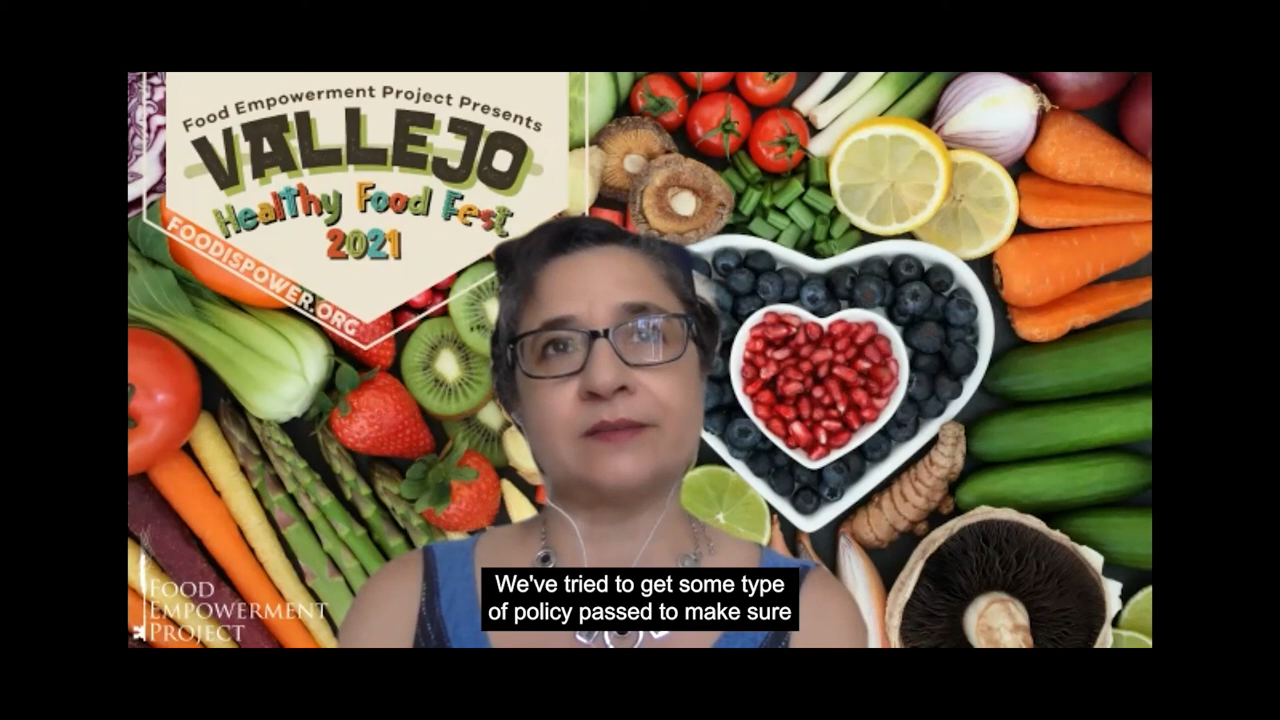 Food Empowerment Project Presents
VALLEJO
Healthy Food Fest
2021
FOODISPOWER.ORG
FOOD
EMPOWERMENT
PROJECT
We've tried to get some type
of policy passed to make sure